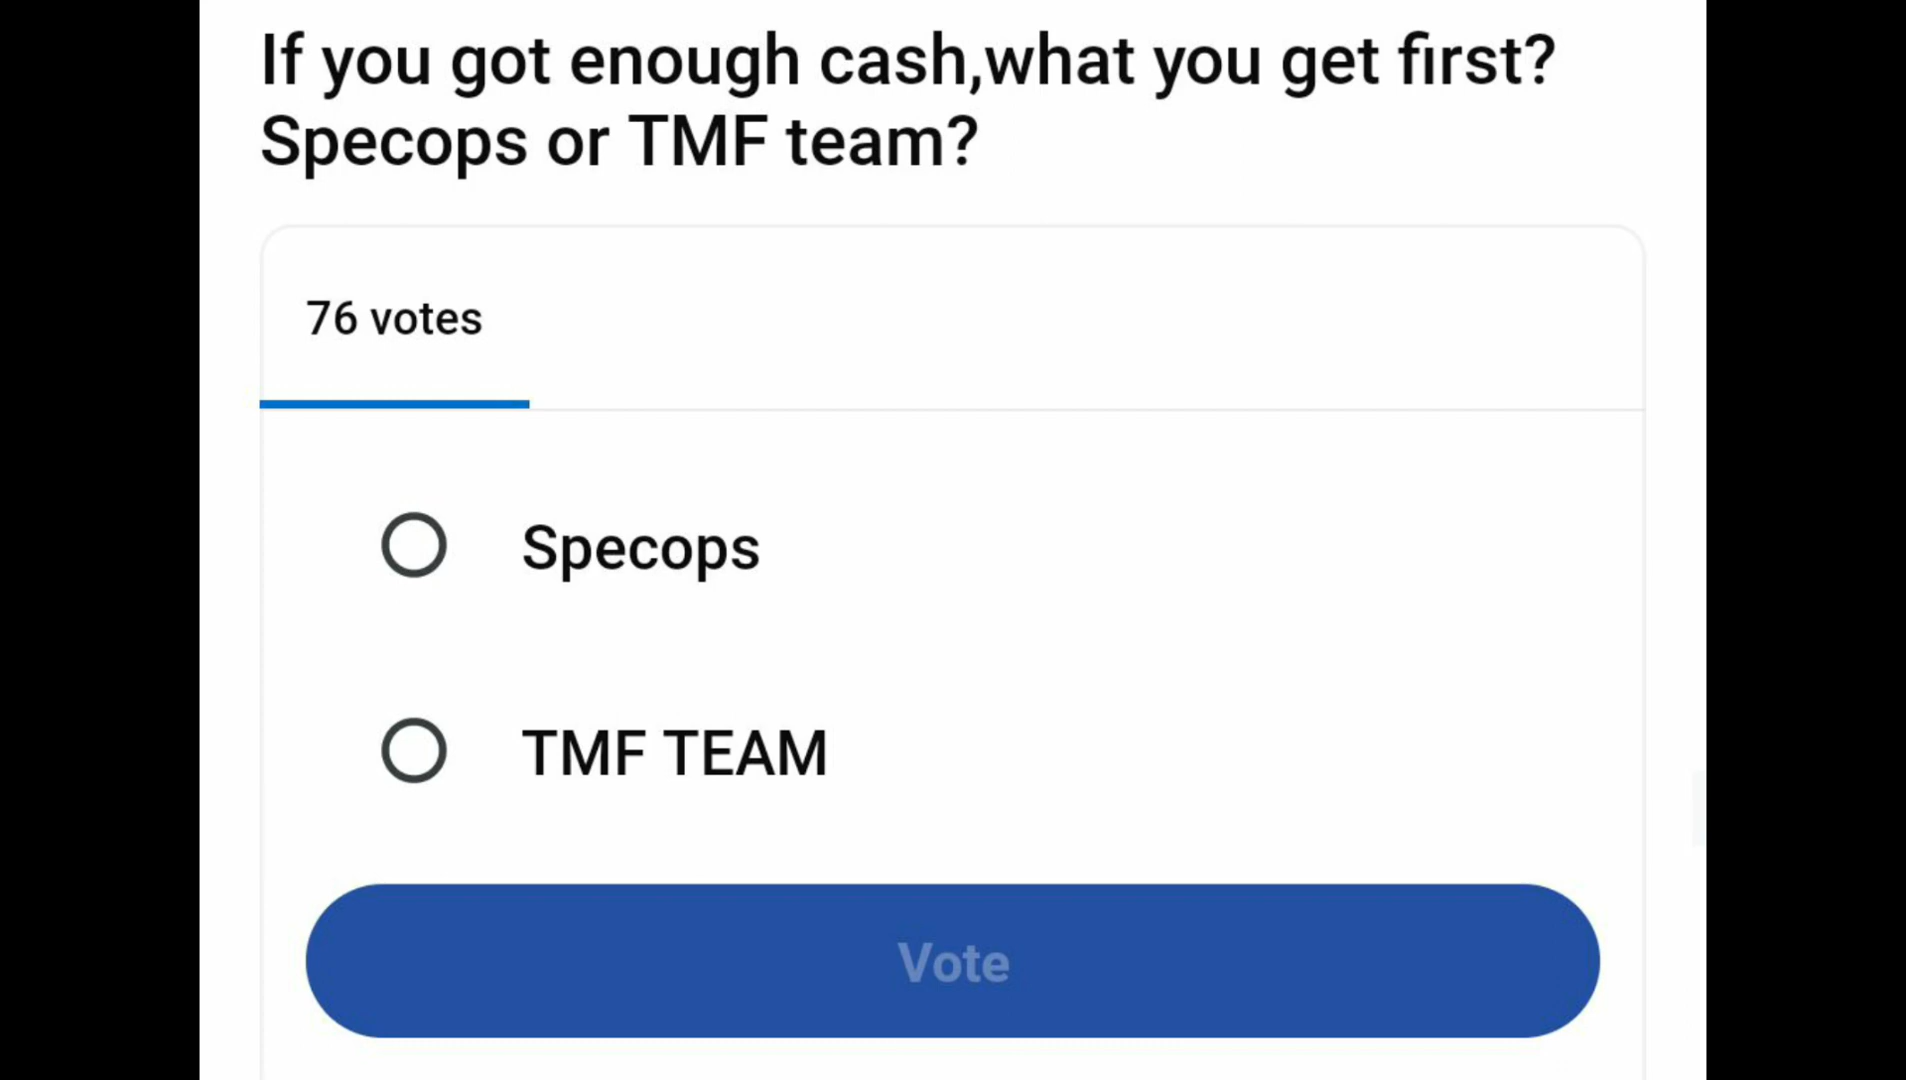 If you got enough cash,what you get first?
Specops or TMF team?
76 votes
Specops
TMF TEAM
Vote